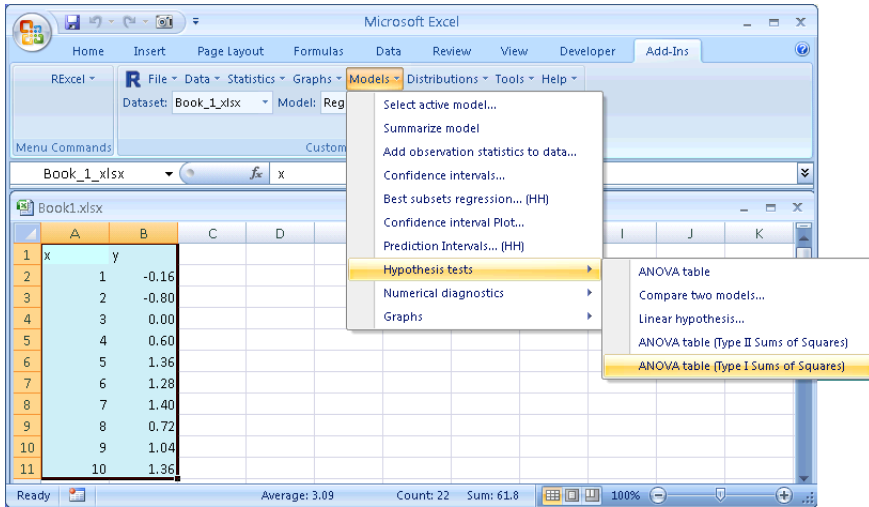 Microsoft Excel
Home Insert Page Layout Formulas Data Review View Developer Add-Ins
RExcel R File Data Statistics Graphs Models Distributions Tools Help
Dataset: Book_1_xlsx Model: Reg
Menu Commands Custom
Select active model...
Summarize model
Add observation statistics to data...
Confidence intervals...
Best subsets regression... (HH)
Confidence interval Plot...
Prediction Intervals... (HH)
Hypothesis tests
Numerical diagnostics
Graphs
ANOVA table
Compare two models...
Linear hypothesis...
ANOVA table (Type II Sums of Squares)
ANOVA table (Type I Sums of Squares)
Book_1_xlsx fx x
Book1.xlsx
A B C D I J K
1 x y
2 1 -0.16
3 2 -0.80
4 3 0.00
5 4 0.60
6 5 1.36
7 6 1.28
8 7 1.40
9 8 0.72
10 9 1.04
11 10 1.36
Ready Average: 3.09 Count: 22 Sum: 61.8 100%